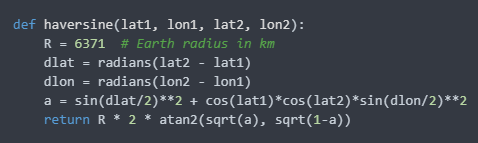 def haversine(lat1, lon1, lat2, lon2):
    R = 6371  # Earth radius in km
    dlat = radians(lat2 - lat1)
    dlon = radians(lon2 - lon1)
    a = sin(dlat/2)**2 + cos(lat1)*cos(lat2)*sin(dlon/2)**2
    return R * 2 * atan2(sqrt(a), sqrt(1-a))